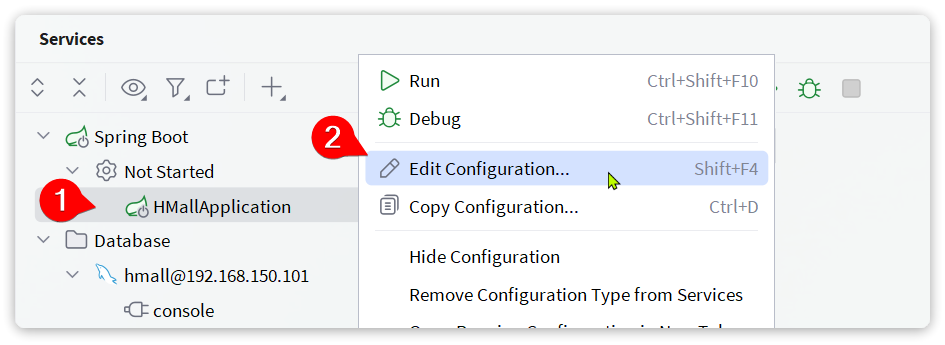 Services
Run Ctrl+Shift+F10
Debug Ctrl+Shift+F11
Edit Configuration... Shift+F4
Copy Configuration... Ctrl+D
Hide Configuration
Remove Configuration Type from Services
Spring Boot
Not Started
HMallApplication
Database
hmall@192.168.150.101
console
1
2